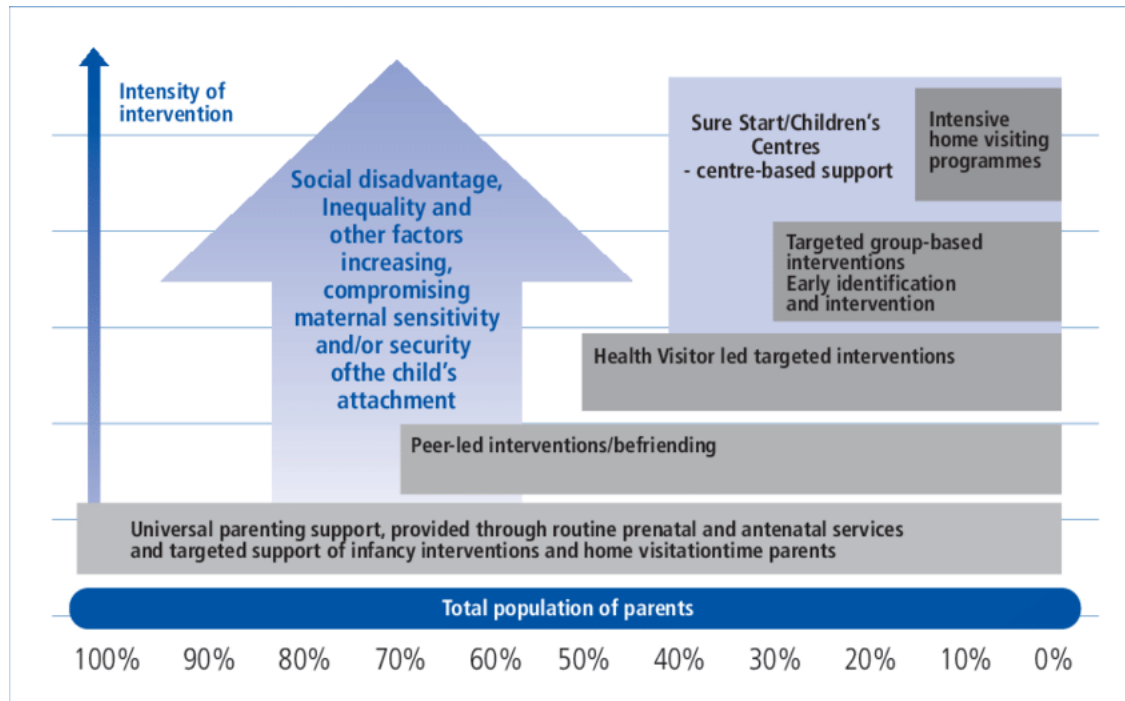 Intensity of
intervention
Social disadvantage,
Inequality and
other factors
increasing,
compromising
maternal sensitivity
and/or security
ofthe child's
attachment
Sure Start/Children's
Centres
- centre-based support
Intensive
home visiting
programmes
Targeted group-based
interventions
Early identification
and intervention
Health Visitor led targeted interventions
Peer-led interventions/befriending
Universal parenting support, provided through routine prenatal and antenatal services
and targeted support of infancy interventions and home visitationtime parents
Total population of parents
100% 90% 80% 70% 60% 50% 40% 30% 20% 10% 0%